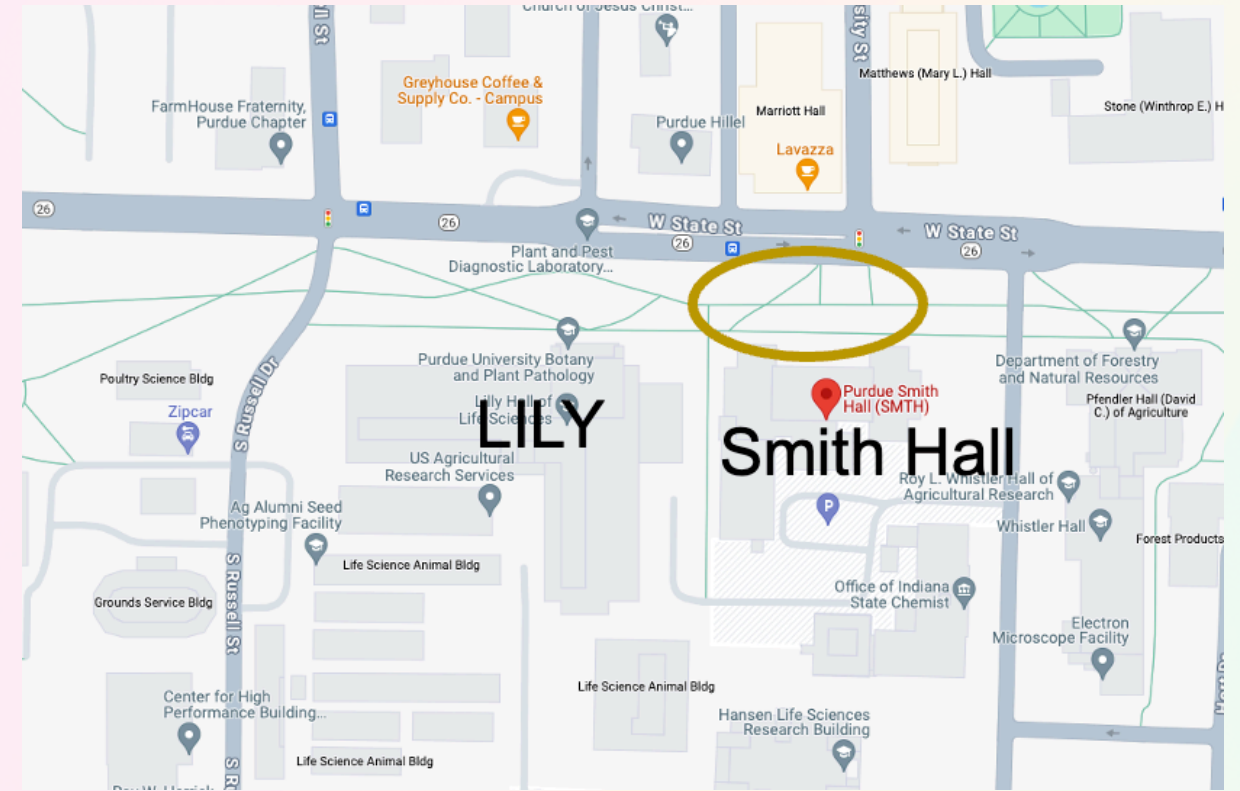 Church of Jesus Christ...
ll St
sity St
Matthews (Mary L.) Hall
Greyhouse Coffee &
Supply Co. - Campus
FarmHouse Fraternity,
Purdue Chapter
Marriott Hall
Stone (Winthrop E.) H
Purdue Hillel
Lavazza
26
26
W State St
26
W State St
26
Plant and Pest
Diagnostic Laboratory...
Purdue University Botany
and Plant Pathology
Poultry Science Bldg
Zipcar
S Russell Dr
Lilly Hall of
Life Sciences
LILY
Purdue Smith
Hall (SMTH)
Smith Hall
Department of Forestry
and Natural Resources
Pfendler Hall (David
C.) of Agriculture
US Agricultural
Research Services
Roy L. Whistler Hall of
Agricultural Research
P
Whistler Hall
Forest Products
Ag Alumni Seed
Phenotyping Facility
Life Science Animal Bldg
Grounds Service Bldg
S Russell St
Office of Indiana
State Chemist
Electron
Microscope Facility
Life Science Animal Bldg
Center for High
Performance Building...
Hansen Life Sciences
Research Building
Life Science Animal Bldg
S Ru